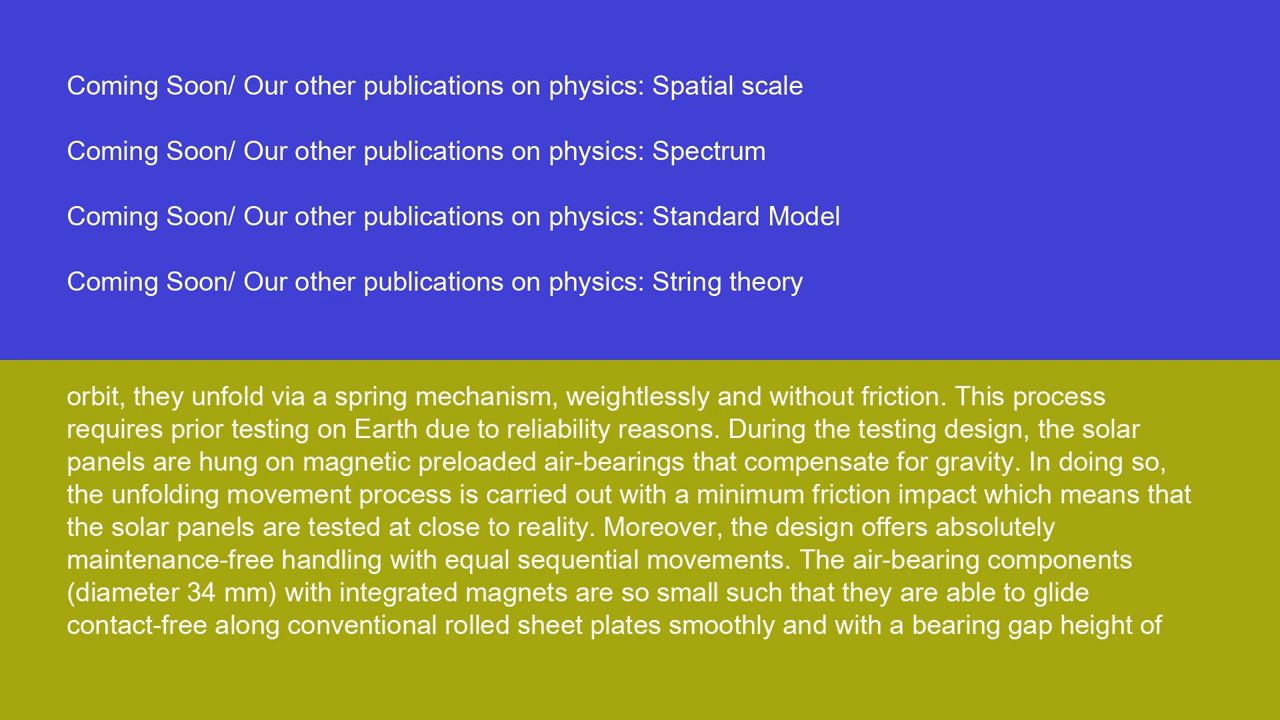 Coming Soon/ Our other publications on physics: Spatial scale
Coming Soon/ Our other publications on physics: Spectrum
Coming Soon/ Our other publications on physics: Standard Model
Coming Soon/ Our other publications on physics: String theory
orbit, they unfold via a spring mechanism, weightlessly and without friction. This process
requires prior testing on Earth due to reliability reasons. During the testing design, the solar
panels are hung on magnetic preloaded air-bearings that compensate for gravity. In doing so,
the unfolding movement process is carried out with a minimum friction impact which means that
the solar panels are tested at close to reality. Moreover, the design offers absolutely
maintenance-free handling with equal sequential movements. The air-bearing components
(diameter 34 mm) with integrated magnets are so small such that they are able to glide
contact-free along conventional rolled sheet plates smoothly and with a bearing gap height of